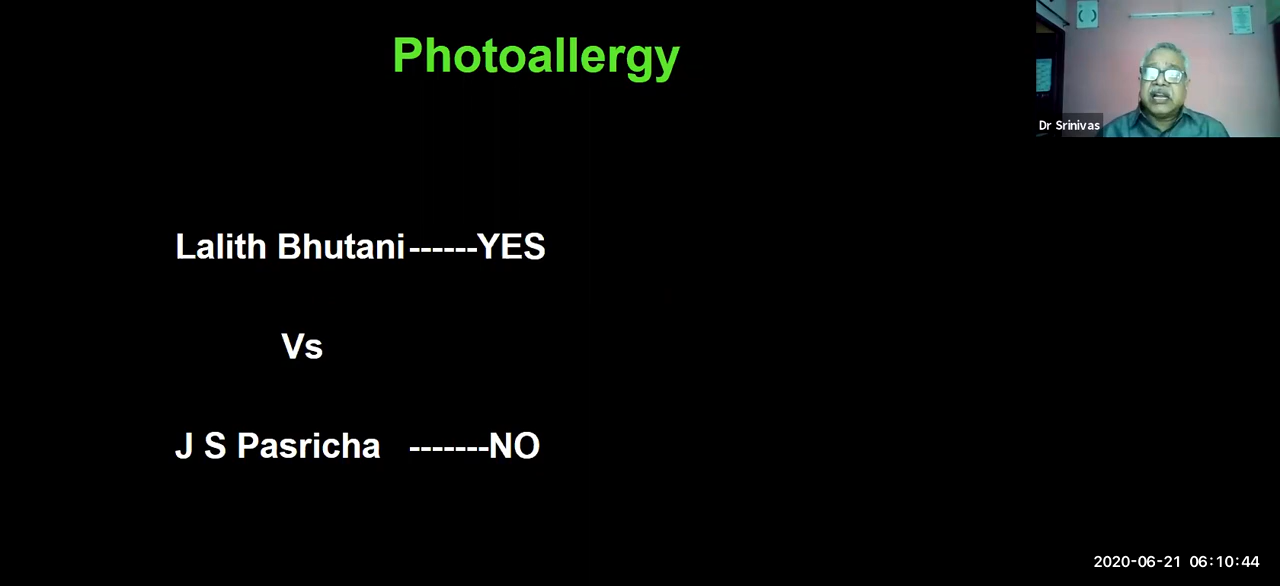 Photoallergy
Dr Srinivas
Lalith Bhutani------YES
Vs
J S Pasricha -------NO
2020-06-21 06:10:44